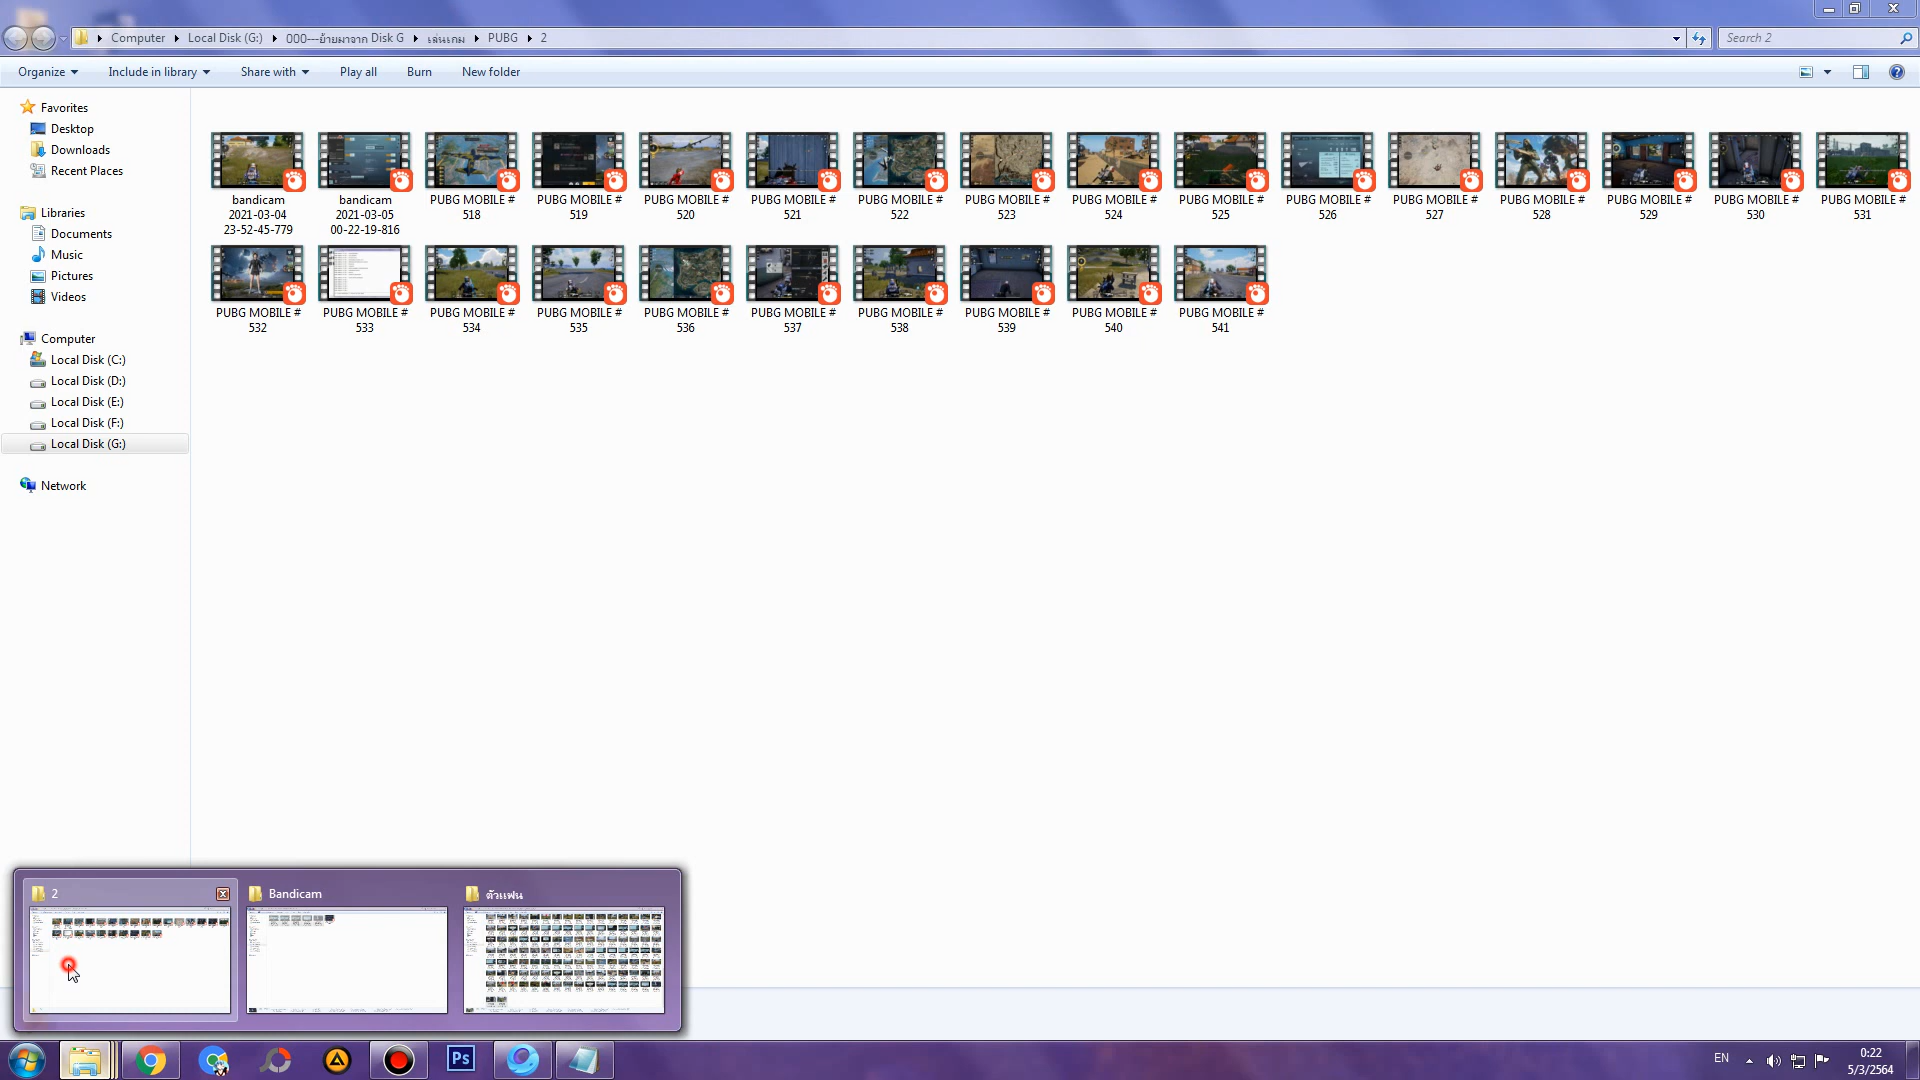 Computer Local Disk (G:) 000---ย้ายมาจาก Disk G เล่นเกม PUBG 2
Search 2
Organize Include in library Share with Play all Burn New folder
Favorites
Desktop
Downloads
Recent Places
Libraries
Documents
Music
Pictures
Videos
Computer
Local Disk (C:)
Local Disk (D:)
Local Disk (E:)
Local Disk (F:)
Local Disk (G:)
Network
bandicam
2021-03-04
23-52-45-779
bandicam
2021-03-05
00-22-19-816
PUBG MOBILE #
518
PUBG MOBILE #
519
PUBG MOBILE #
520
PUBG MOBILE #
521
PUBG MOBILE #
522
PUBG MOBILE #
523
PUBG MOBILE #
524
PUBG MOBILE #
525
PUBG MOBILE #
526
PUBG MOBILE #
527
PUBG MOBILE #
528
PUBG MOBILE #
529
PUBG MOBILE #
530
PUBG MOBILE #
531
PUBG MOBILE #
532
PUBG MOBILE #
533
PUBG MOBILE #
534
PUBG MOBILE #
535
PUBG MOBILE #
536
PUBG MOBILE #
537
PUBG MOBILE #
538
PUBG MOBILE #
539
PUBG MOBILE #
540
PUBG MOBILE #
541
2
Bandicam
ตัวแฟน
Ps
EN
0:22
5/3/2564